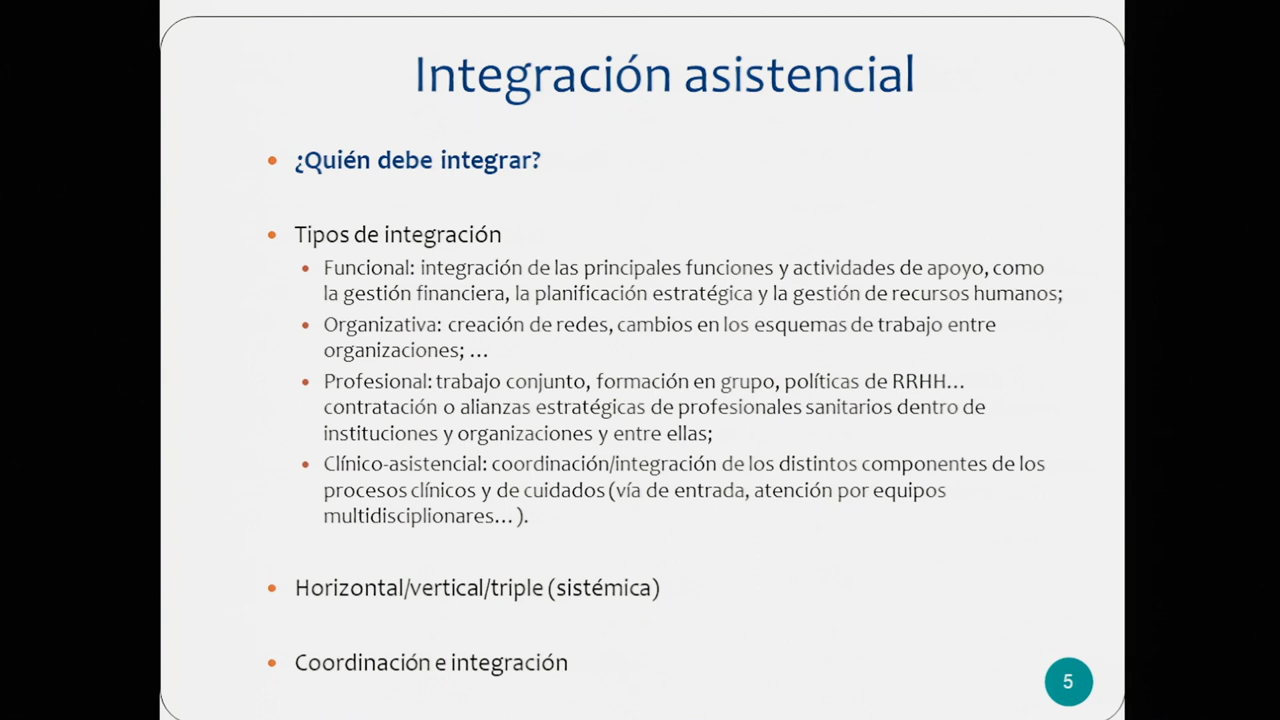 Integración asistencial
• ¿Quién debe integrar?
• Tipos de integración
• Funcional: integración de las principales funciones y actividades de apoyo, como
la gestión financiera, la planificación estratégica y la gestión de recursos humanos;
• Organizativa: creación de redes, cambios en los esquemas de trabajo entre
organizaciones; ...
• Profesional: trabajo conjunto, formación en grupo, políticas de RRHH...
contratación o alianzas estratégicas de profesionales sanitarios dentro de
instituciones y organizaciones y entre ellas;
• Clínico-asistencial: coordinación/integración de los distintos componentes de los
procesos clínicos y de cuidados (vía de entrada, atención por equipos
multidisciplionares... ).
• Horizontal/vertical/triple (sistémica)
• Coordinación e integración
5